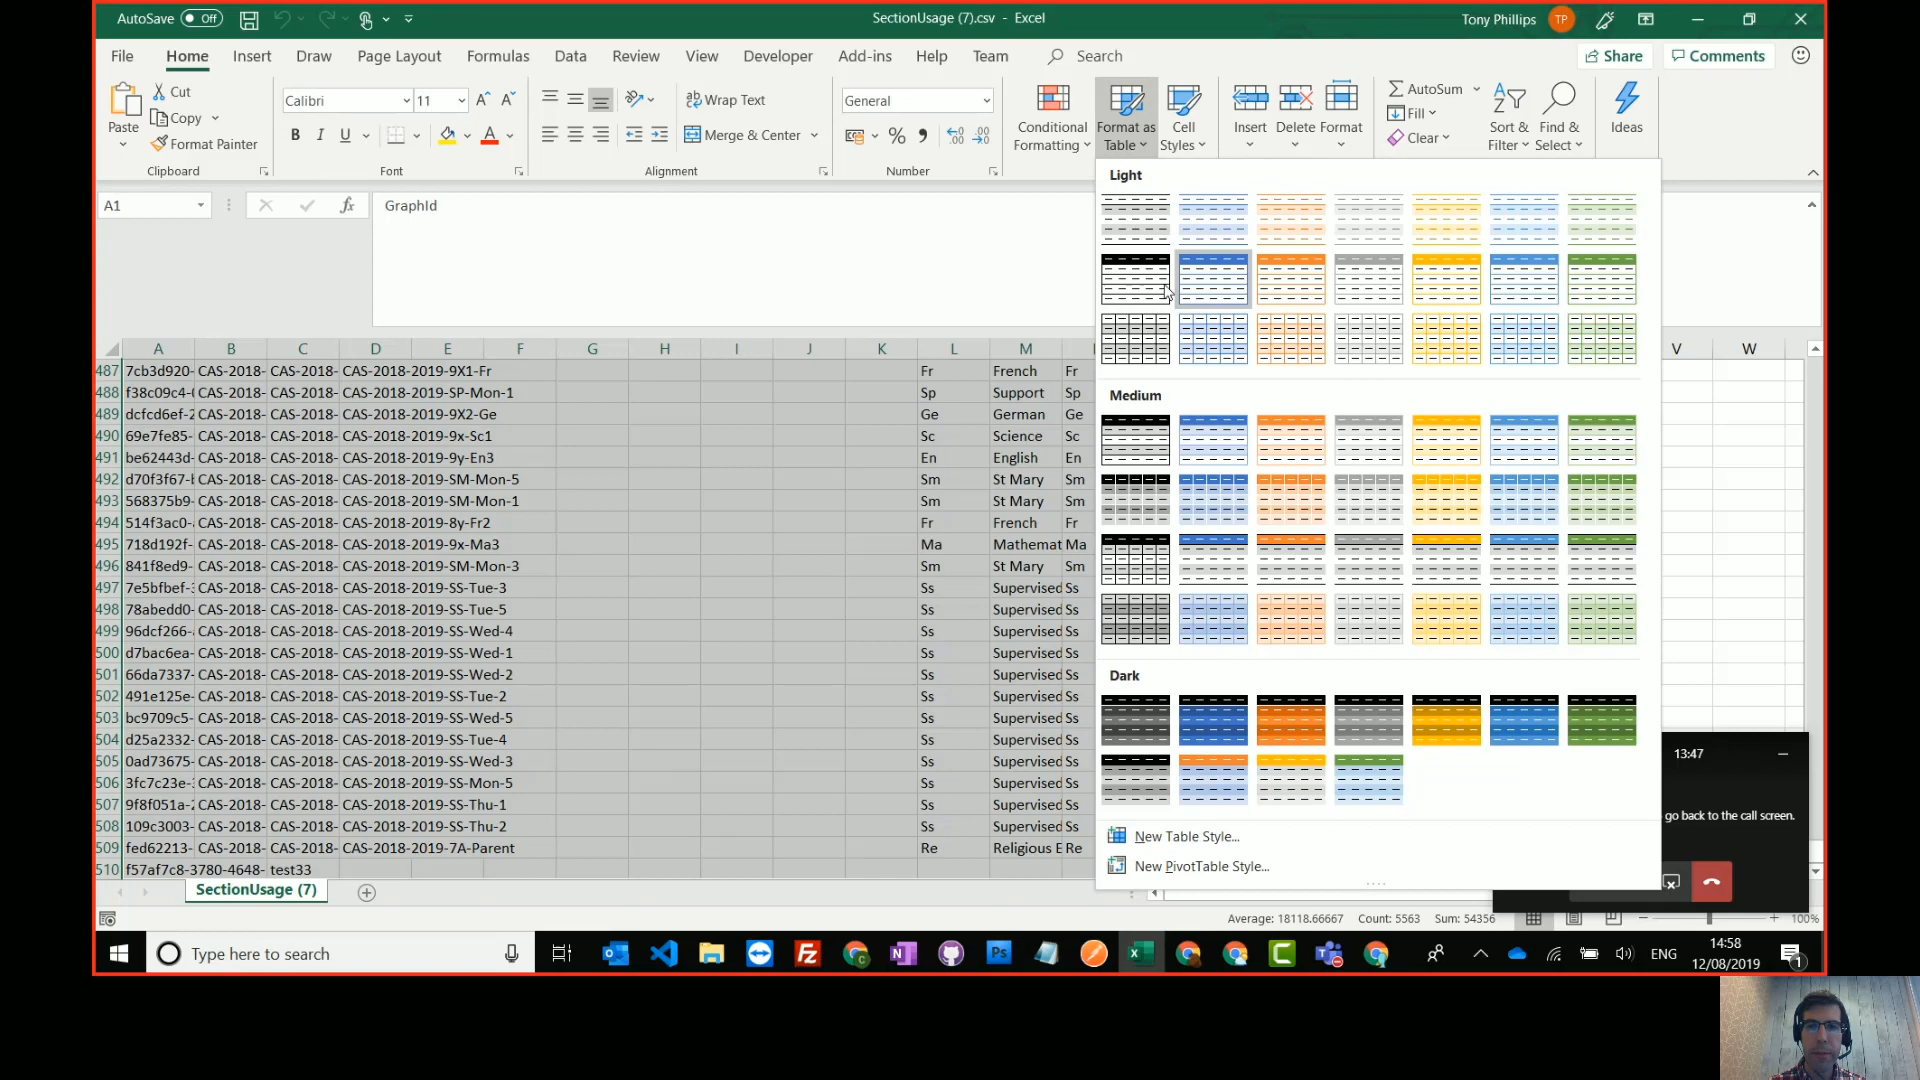 AutoSave Off SectionUsage (7).csv - Excel Tony Phillips TP
File Home Insert Draw Page Layout Formulas Data Review View Developer Add-ins Help Team Search Share Comments
Paste Cut Copy Format Painter Clipboard
Calibri 11 B I U A Font
Wrap Text Merge & Center Alignment
General % Number
Conditional Formatting Format as Table Cell Styles
Insert Delete Format
AutoSum Fill Clear Sort & Filter Find & Select Ideas
A1 fx GraphId
Light
Medium
Dark
New Table Style...
New PivotTable Style...
A B C D E F G H I J K L M V W
487 7cb3d920- CAS-2018- CAS-2018- CAS-2018-2019-9X1-Fr Fr French Fr
488 f38c09c4- CAS-2018- CAS-2018- CAS-2018-2019-SP-Mon-1 Sp Support Sp
489 dcfcd6ef-2 CAS-2018- CAS-2018- CAS-2018-2019-9X2-Ge Ge German Ge
490 69e7fe85- CAS-2018- CAS-2018- CAS-2018-2019-9x-Sc1 Sc Science Sc
491 be62443d- CAS-2018- CAS-2018- CAS-2018-2019-9y-En3 En English En
492 d70f3f67- CAS-2018- CAS-2018- CAS-2018-2019-SM-Mon-5 Sm St Mary Sm
493 568375b9- CAS-2018- CAS-2018- CAS-2018-2019-SM-Mon-1 Sm St Mary Sm
494 514f3ac0- CAS-2018- CAS-2018- CAS-2018-2019-8y-Fr2 Fr French Fr
495 718d192f- CAS-2018- CAS-2018- CAS-2018-2019-9x-Ma3 Ma Mathemat Ma
496 841f8ed9- CAS-2018- CAS-2018- CAS-2018-2019-SM-Mon-3 Sm St Mary Sm
497 7e5bfbef- CAS-2018- CAS-2018- CAS-2018-2019-SS-Tue-3 Ss Supervised Ss
498 78abedd0- CAS-2018- CAS-2018- CAS-2018-2019-SS-Tue-5 Ss Supervised Ss
499 96dcf266- CAS-2018- CAS-2018- CAS-2018-2019-SS-Wed-4 Ss Supervised Ss
500 d7bac6ea- CAS-2018- CAS-2018- CAS-2018-2019-SS-Wed-1 Ss Supervised Ss
501 66da7337- CAS-2018- CAS-2018- CAS-2018-2019-SS-Wed-2 Ss Supervised Ss
502 491e125e- CAS-2018- CAS-2018- CAS-2018-2019-SS-Tue-2 Ss Supervised Ss
503 bc9709c5- CAS-2018- CAS-2018- CAS-2018-2019-SS-Wed-5 Ss Supervised Ss
504 d25a2332- CAS-2018- CAS-2018- CAS-2018-2019-SS-Tue-4 Ss Supervised Ss
505 0ad73675- CAS-2018- CAS-2018- CAS-2018-2019-SS-Wed-3 Ss Supervised Ss
506 3fc7c23e- CAS-2018- CAS-2018- CAS-2018-2019-SS-Mon-5 Ss Supervised Ss
507 9f8f051a-2 CAS-2018- CAS-2018- CAS-2018-2019-SS-Thu-1 Ss Supervised Ss
508 109c3003- CAS-2018- CAS-2018- CAS-2018-2019-SS-Thu-2 Ss Supervised Ss
509 fed62213- CAS-2018- CAS-2018- CAS-2018-2019-7A-Parent Re Religious E Re
510 f57af7c8-3780-4648- test33
13:47
go back to the call screen.
SectionUsage (7)
Average: 18118.66667 Count: 5563 Sum: 54356 100%
Type here to search ENG 14:58
12/08/2019
1